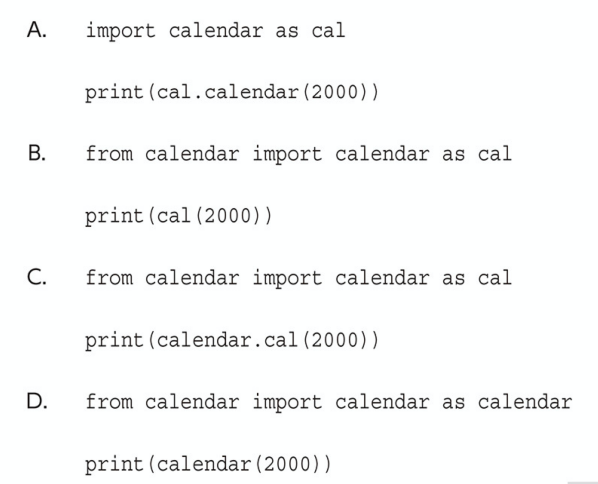 A. import calendar as cal
print(cal.calendar(2000))
B. from calendar import calendar as cal
print(cal(2000))
C. from calendar import calendar as cal
print(calendar.cal(2000))
D. from calendar import calendar as calendar
print(calendar(2000))